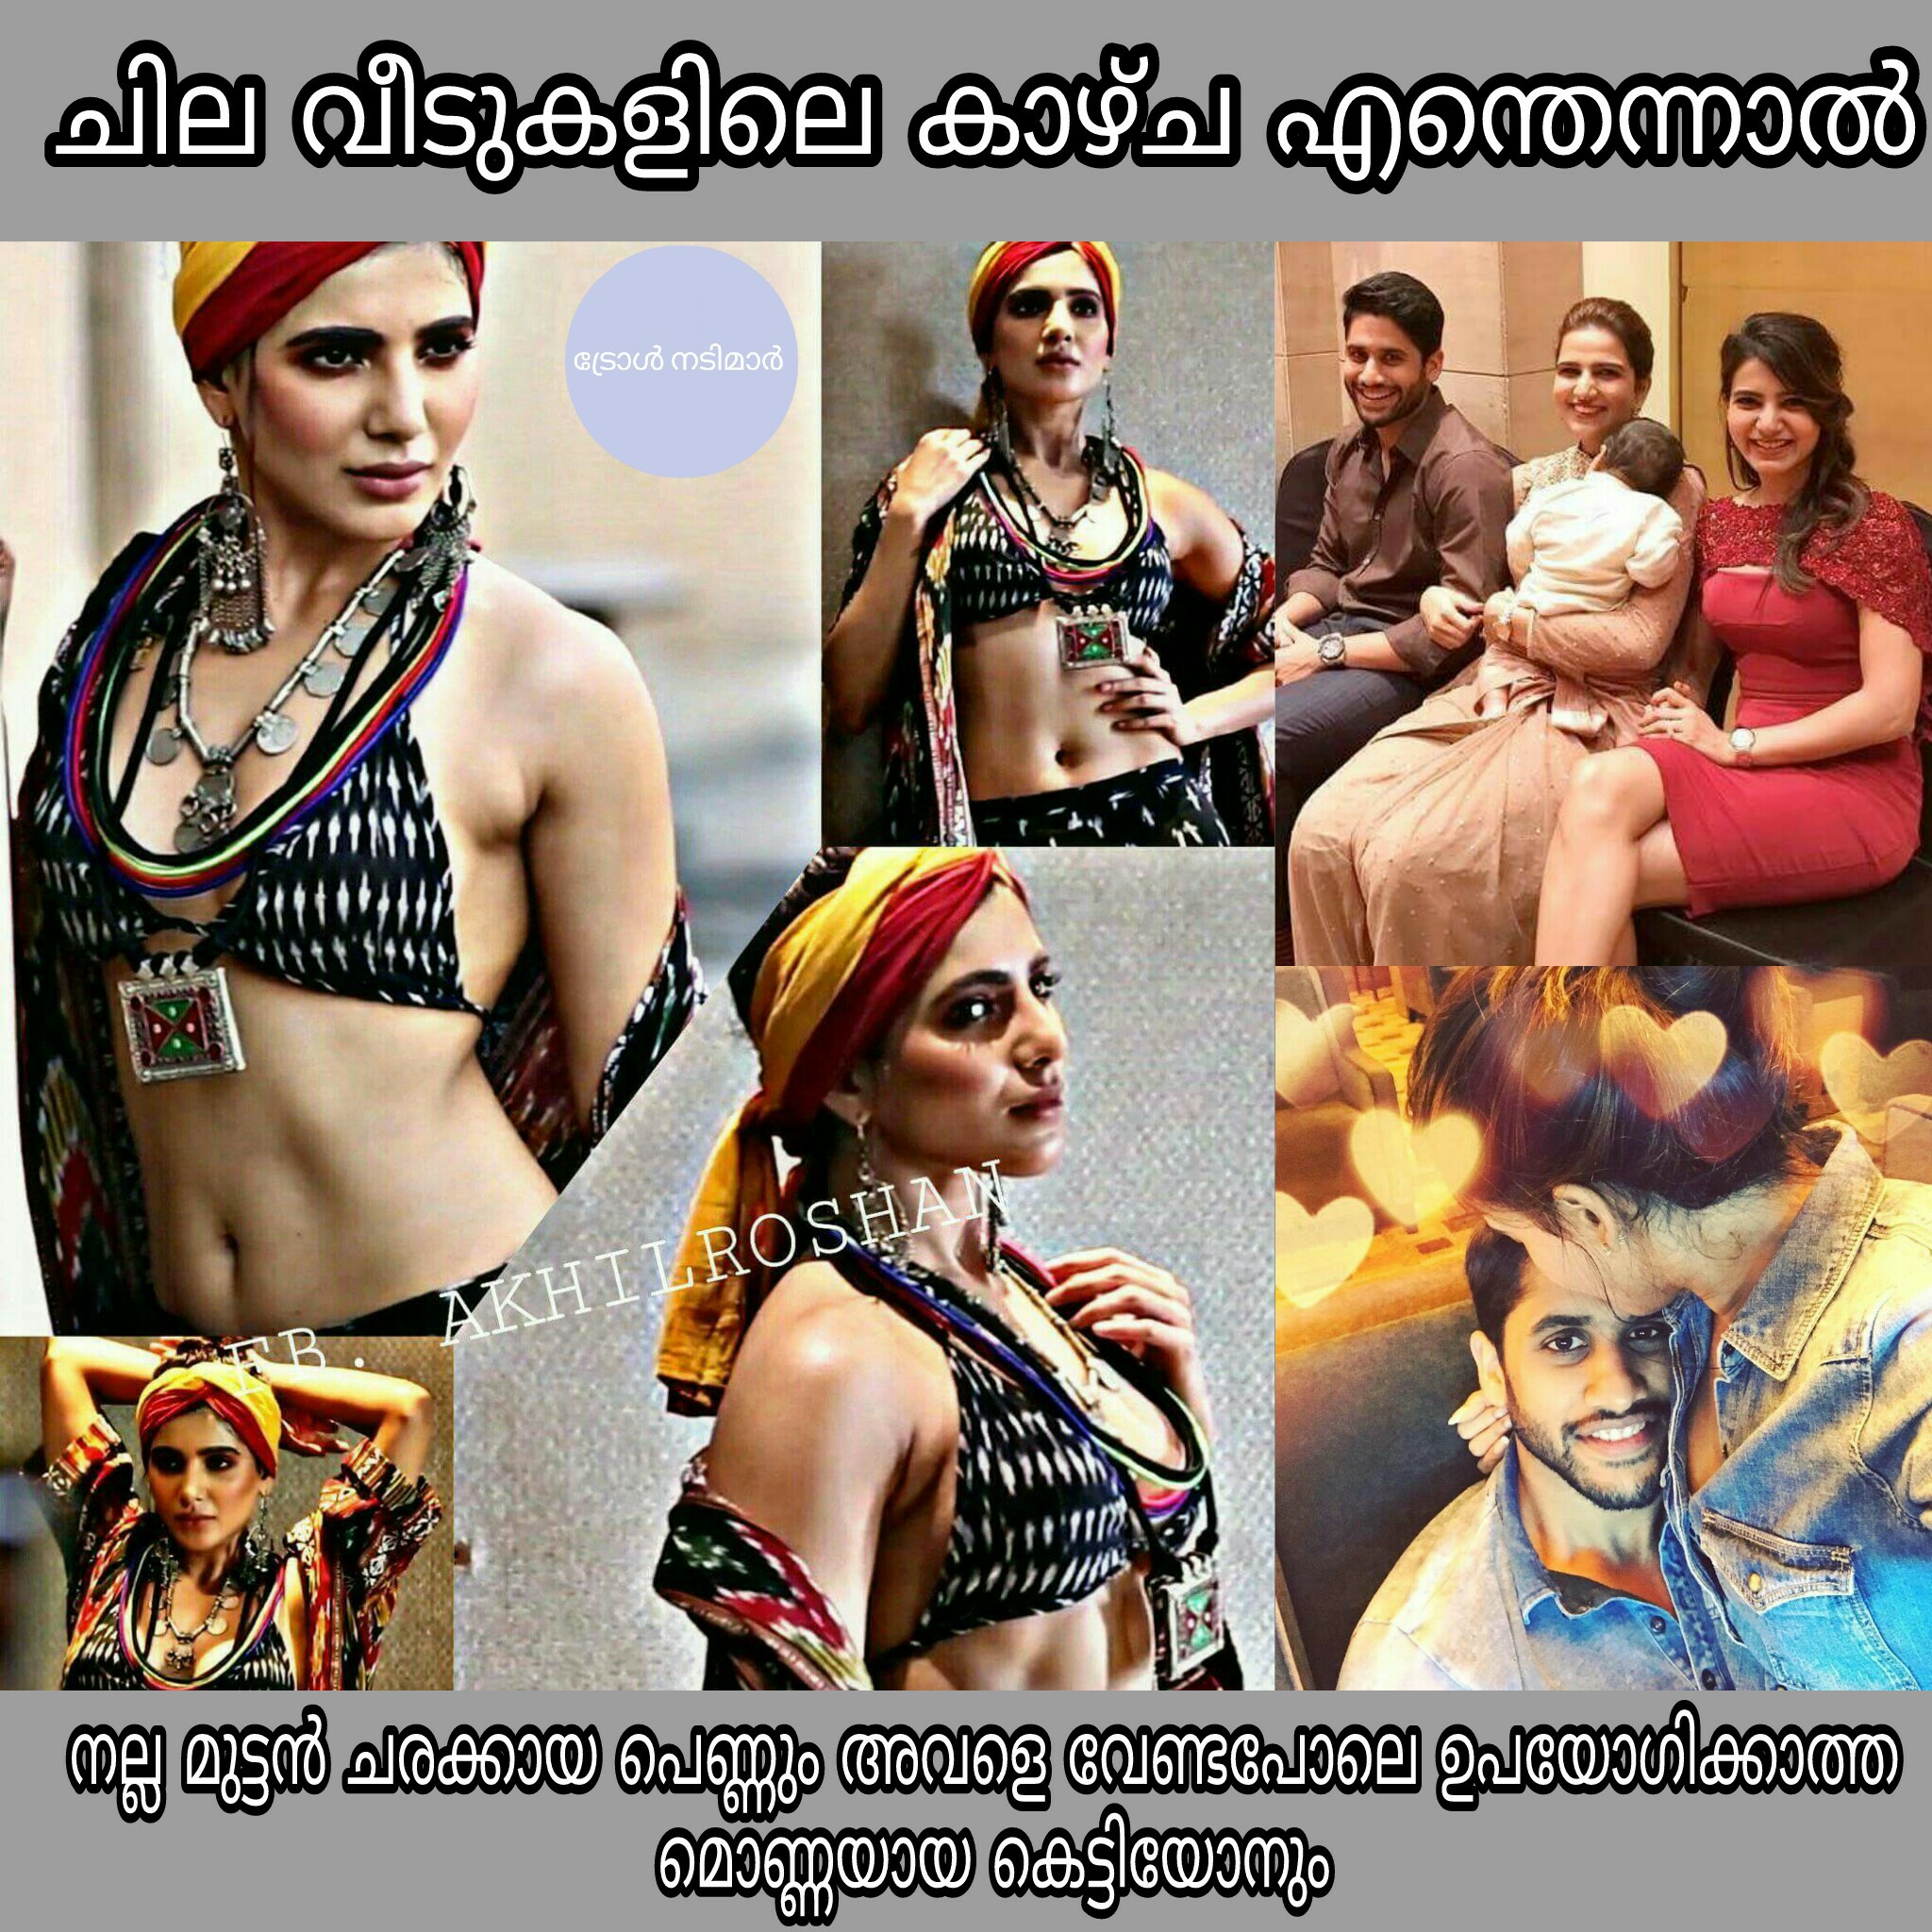 ചില വീടുകളിലെ കാഴ്ച എന്തെന്നാൽ
ട്രോൾ നടിമാർ
FB. AKHILROSHAN
നല്ല മുട്ടൻ ചരക്കായ പെണ്ണും അവളെ വേണ്ടപോലെ ഉപയോഗിക്കാത്ത
മൊണ്ണയായ കെട്ടിയോനും